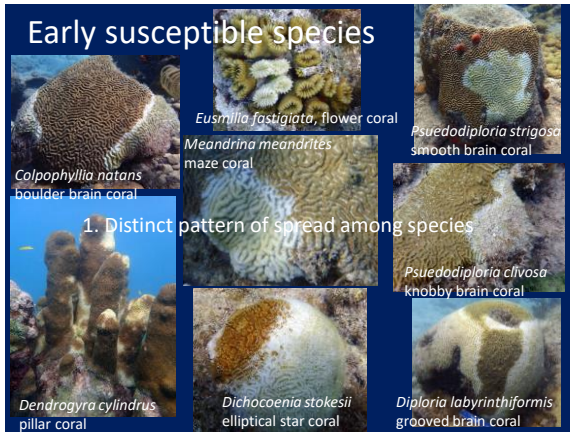 Early susceptible species
Eusmilia fastigiata, flower coral
Psuedodiploria strigosa
smooth brain coral
Meandrina meandrites
maze coral
Colpophyllia natans
boulder brain coral
1. Distinct pattern of spread among species
Psuedodiploria clivosa
knobby brain coral
Dendrogyra cylindrus
pillar coral
Dichocoenia stokesii
elliptical star coral
Diploria labyrinthiformis
grooved brain coral